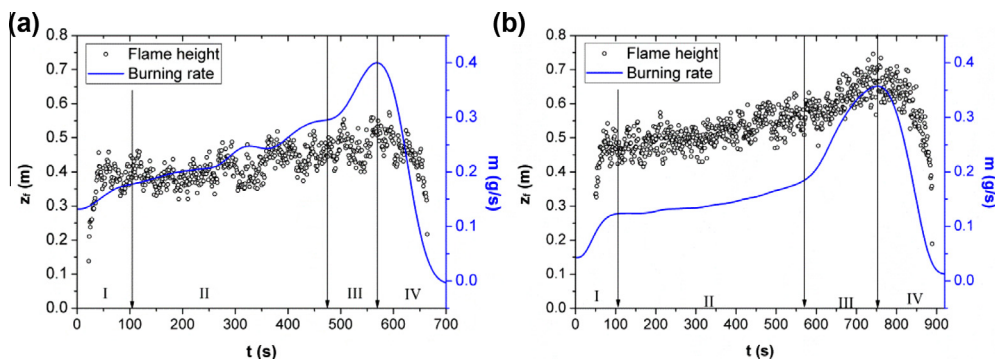 (a)
Flame height
Burning rate
z_f (m)
0.8
0.7
0.6
0.5
0.4
0.3
0.2
0.1
0.0
m (g/s)
0.4
0.3
0.2
0.1
0.0
I II III IV
0 100 200 300 400 500 600 700
t (s)
(b)
Flame height
Burning rate
z_f (m)
0.8
0.7
0.6
0.5
0.4
0.3
0.2
0.1
0.0
m (g/s)
0.4
0.3
0.2
0.1
0.0
I II III IV
0 100 200 300 400 500 600 700 800 900
t (s)